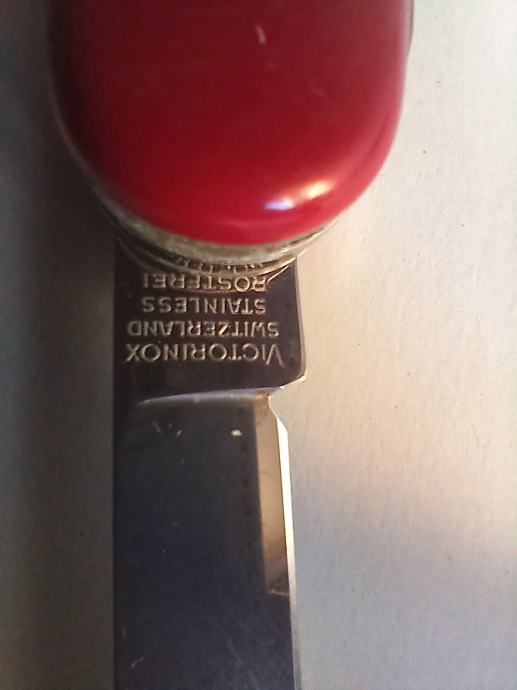 VICTORINOX
SWITZERLAND
STAINLESS
ROSTFREI